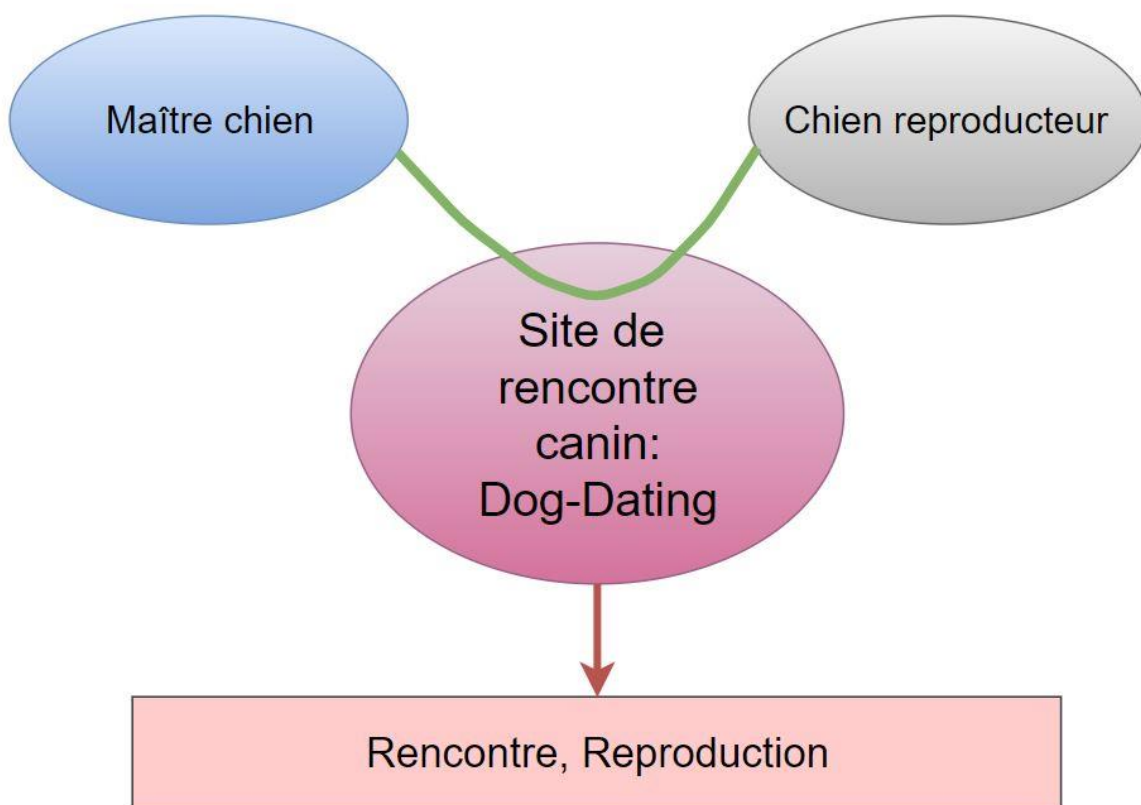 Maître chien
Chien reproducteur
Site de
rencontre
canin:
Dog-Dating
Rencontre, Reproduction